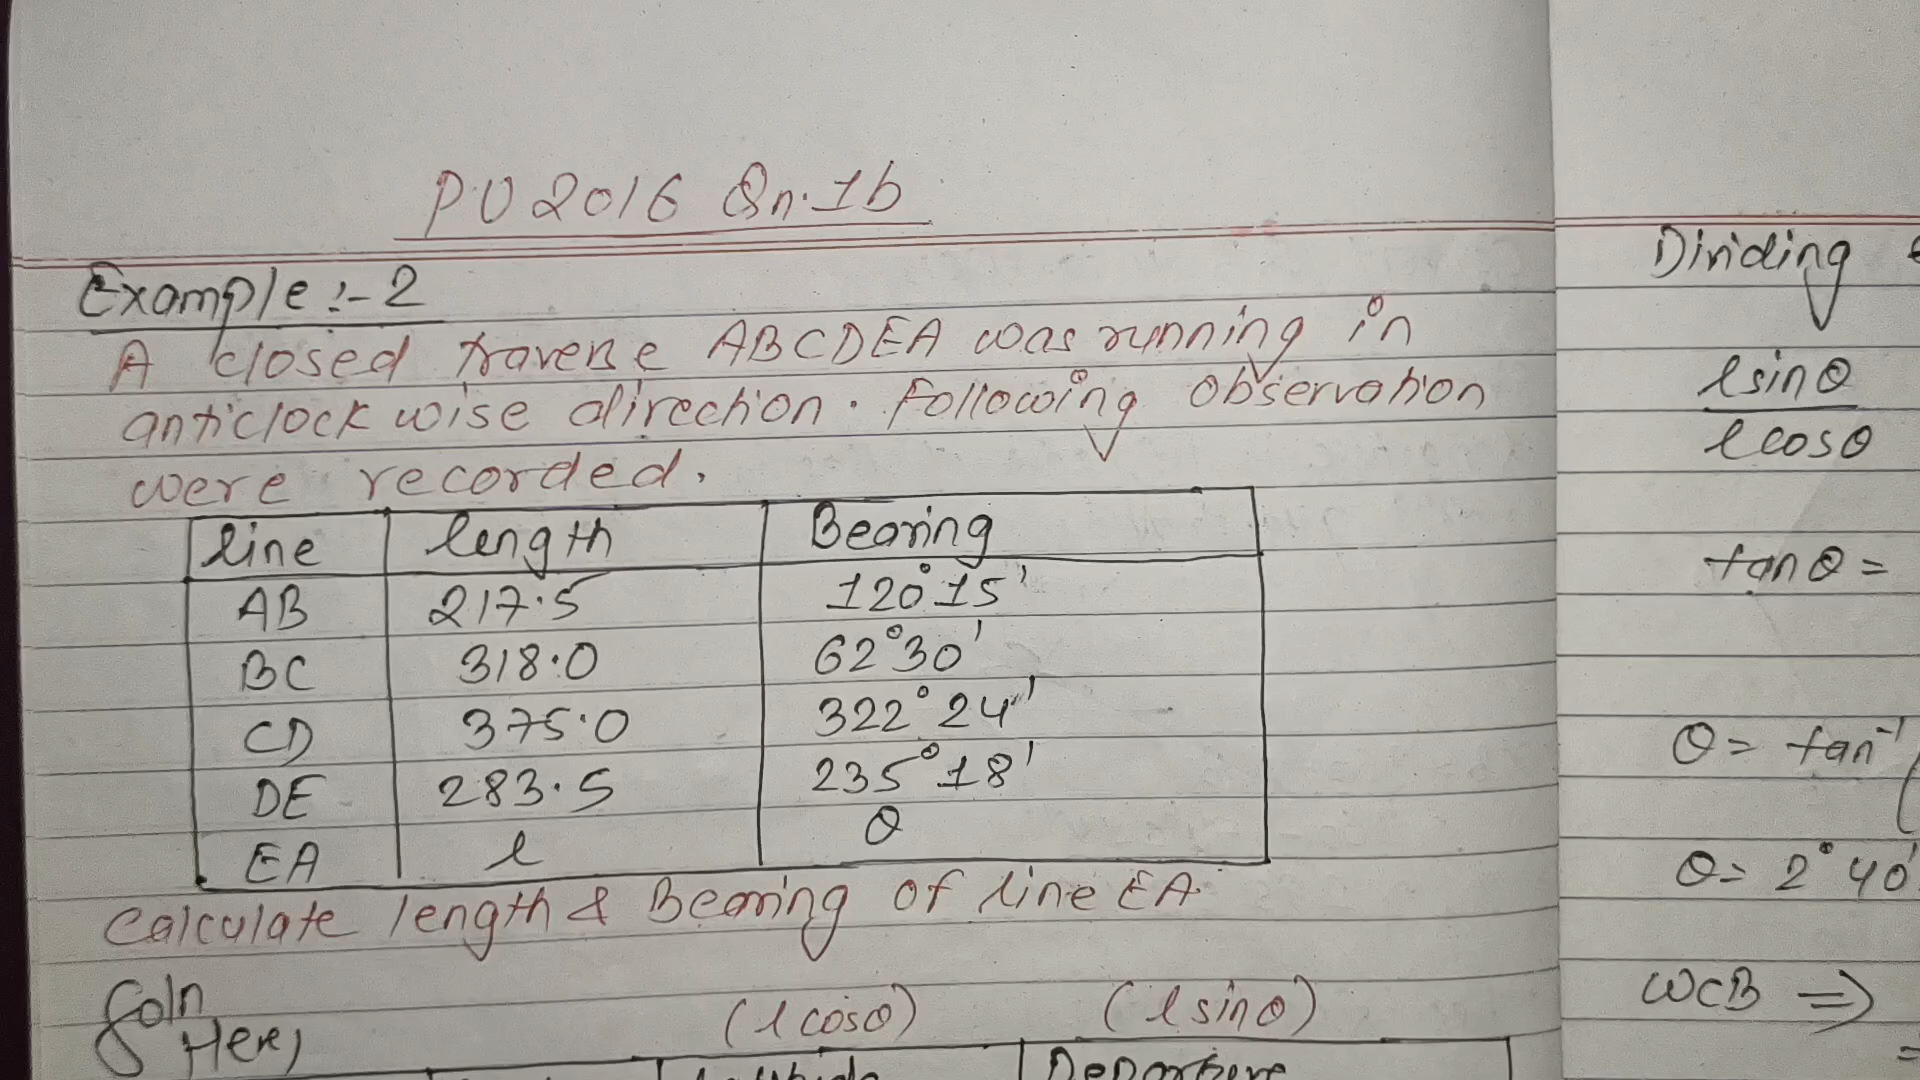 PU 2016 Qn.1b
Example:-2
A closed traverse ABCDEA was running in
anticlockwise direction. Following observation
were recorded.
line length Bearing
AB 217.5 120°15'
BC 318.0 62°30'
CD 375.0 322°24'
DE 283.5 235°18'
EA l θ
Calculate length & Bearing of line EA.
Soln
Here,
(l cosθ) (l sinθ)
Departure
Dividing
lsinθ
lcosθ
tanθ =
θ = tan⁻¹(
θ = 2°40'
WCB ⇒
=